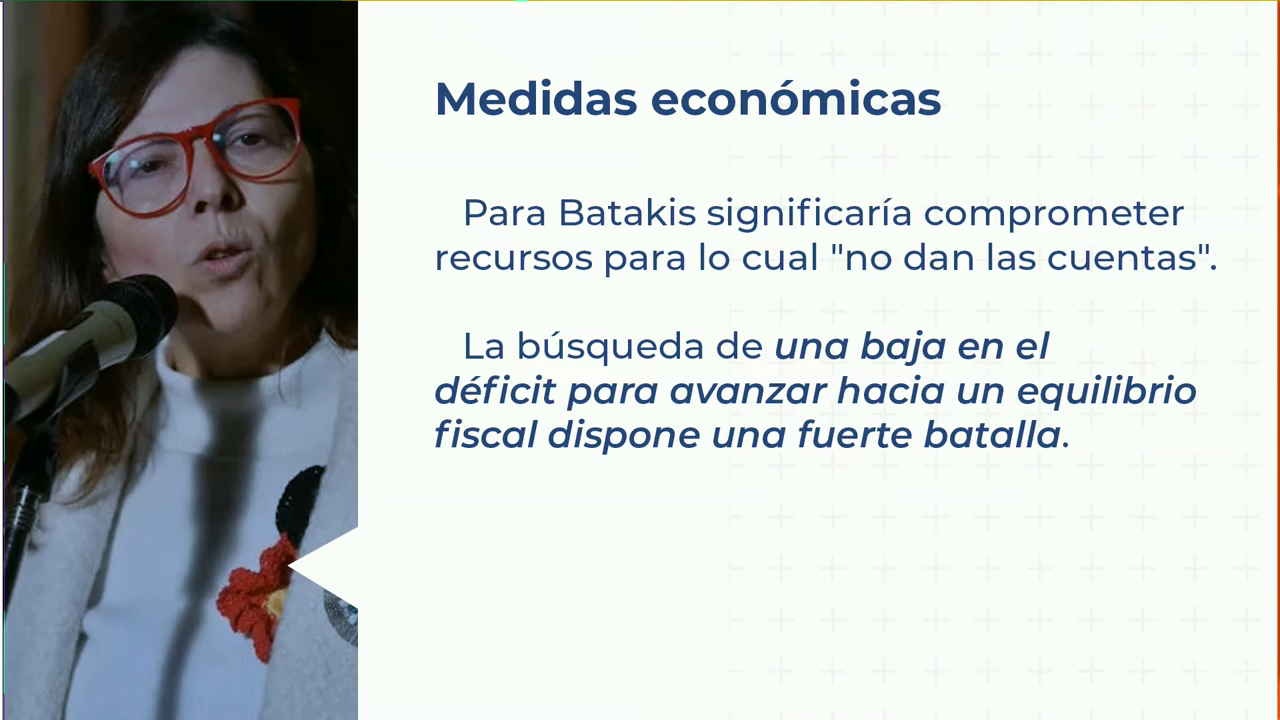 Medidas económicas
Para Batakis significaría comprometer
recursos para lo cual "no dan las cuentas".
La búsqueda de una baja en el
déficit para avanzar hacia un equilibrio
fiscal dispone una fuerte batalla.